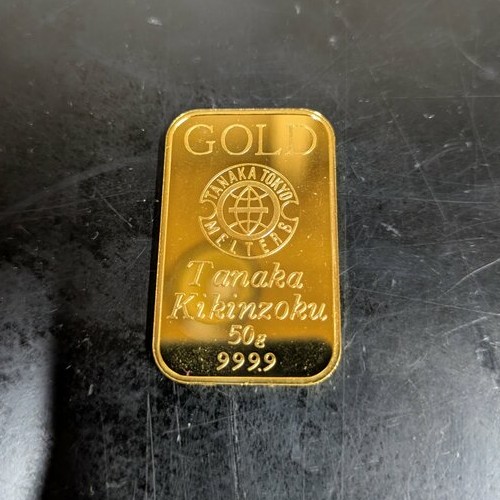 GOLD
TANAKA TOKYO
MELTERS
Tanaka
Kikinzoku
50g
999.9